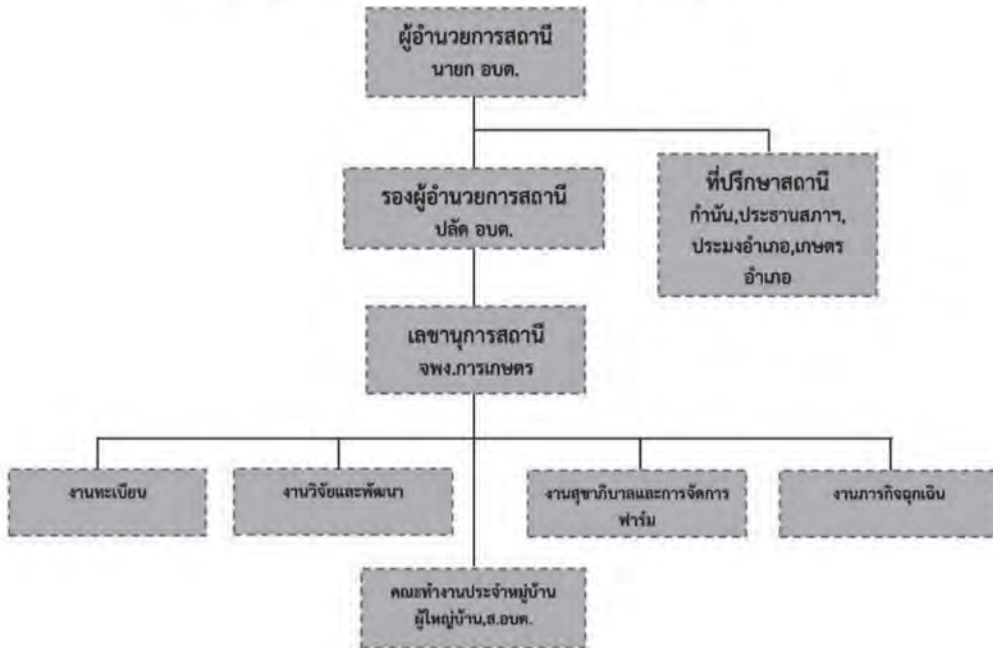 ผู้อำนวยการสถานี
นายก อบต.
รองผู้อำนวยการสถานี
ปลัด อบต.
ที่ปรึกษาสถานี
กำนัน,ประธานสภาฯ,
ประมงอำเภอ,เกษตร
อำเภอ
เลขานุการสถานี
จพง.การเกษตร
งานทะเบียน
งานวิจัยและพัฒนา
งานสุขาภิบาลและการจัดการ
ฟาร์ม
งานภารกิจฉุกเฉิน
คณะทำงานประจำหมู่บ้าน
ผู้ใหญ่บ้าน,ส.อบต.